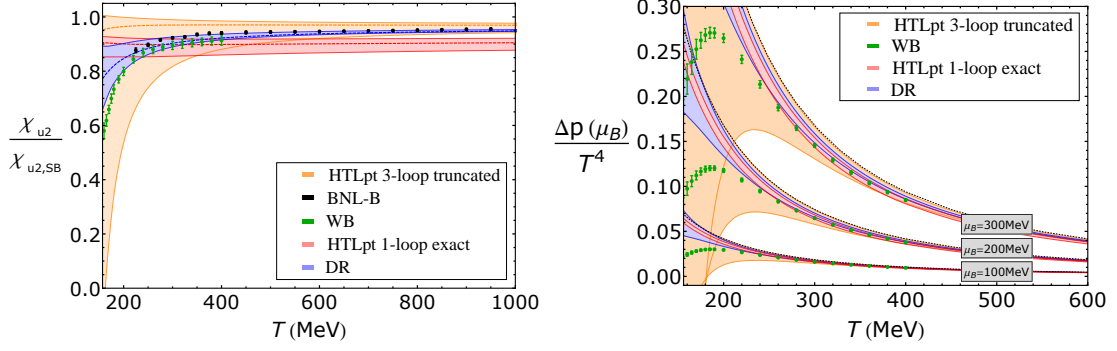 1.0
0.8
0.6
0.4
0.2
0.0
χu2
χu2,SB
HTLpt 3-loop truncated
BNL-B
WB
HTLpt 1-loop exact
DR
200 400 600 800 1000
T (MeV)
0.30
0.25
0.20
0.15
0.10
0.05
0.00
Δp (μB)
T⁴
HTLpt 3-loop truncated
WB
HTLpt 1-loop exact
DR
μB=300MeV
μB=200MeV
μB=100MeV
200 300 400 500 600
T (MeV)